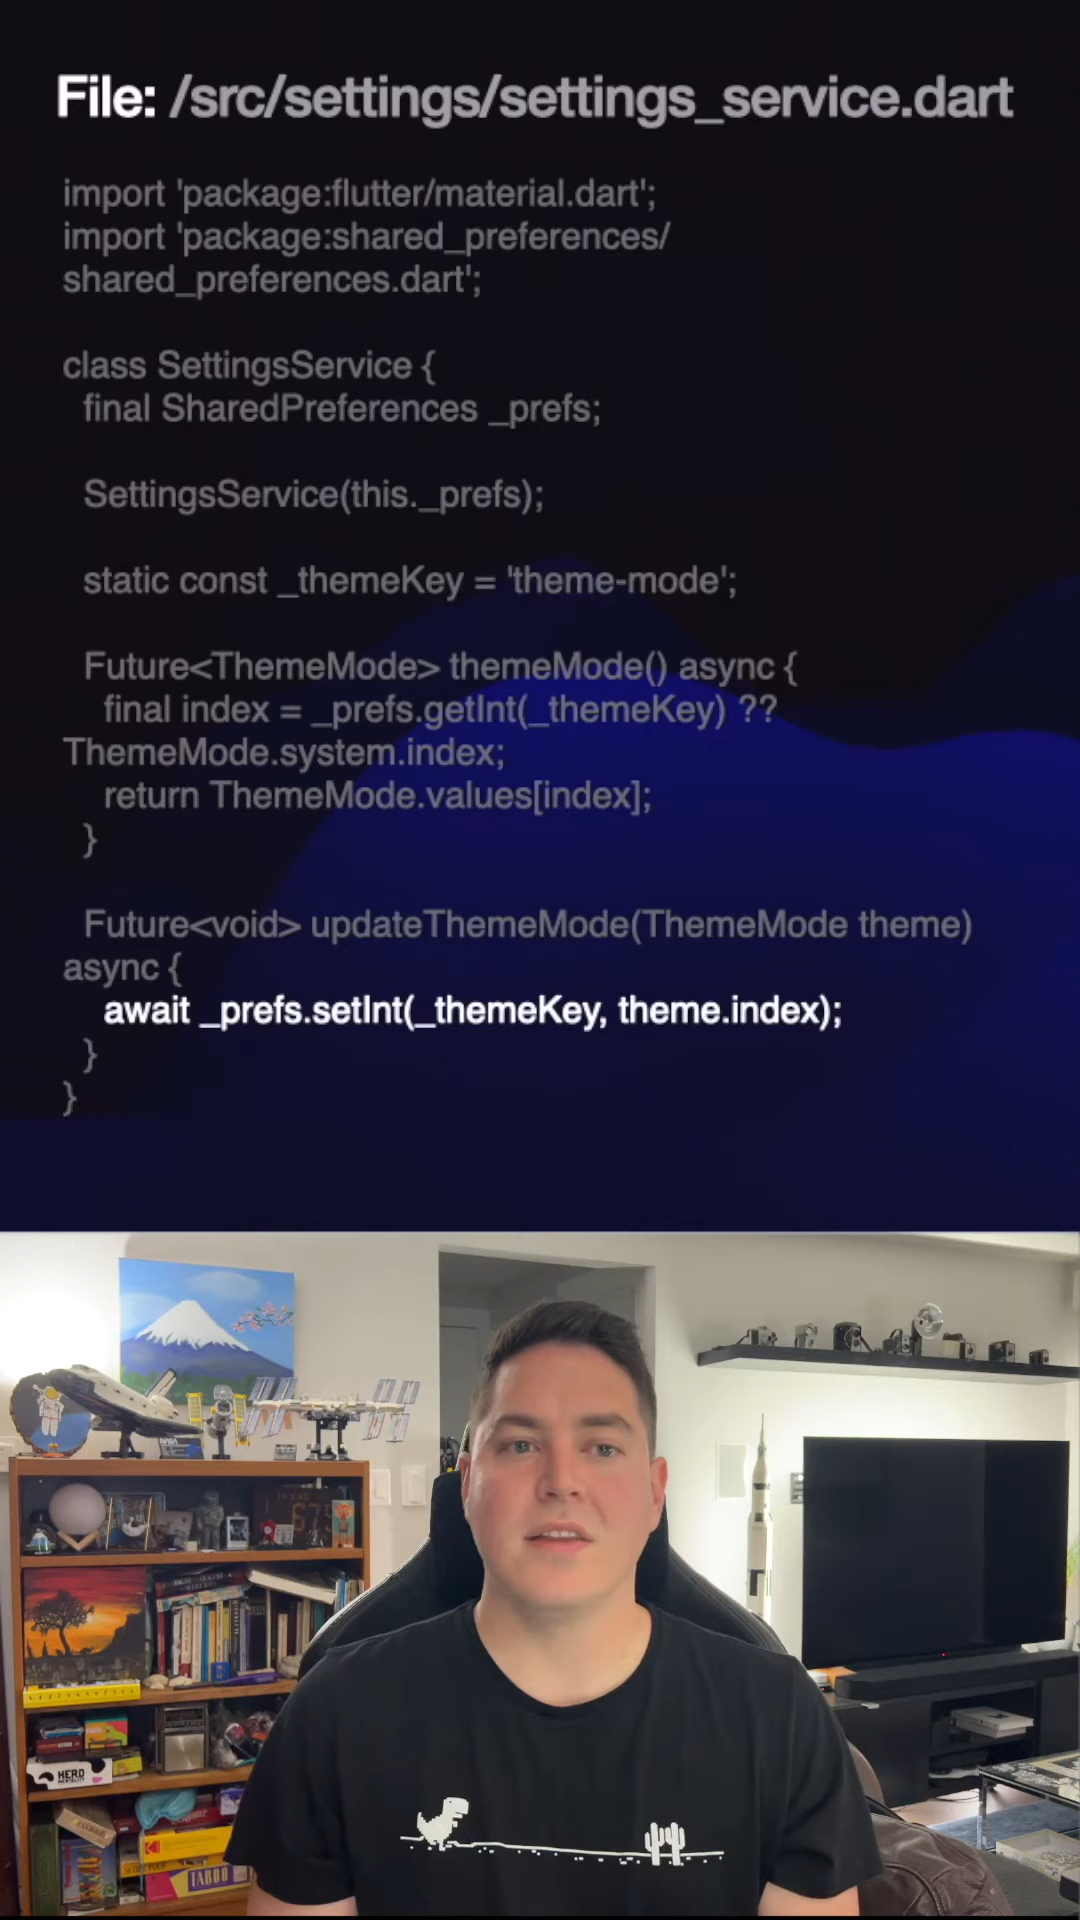 File: /src/settings/settings_service.dart
import 'package:flutter/material.dart';
import 'package:shared_preferences/
shared_preferences.dart';
class SettingsService {
final SharedPreferences _prefs;
SettingsService(this._prefs);
static const _themeKey = 'theme-mode';
Future<ThemeMode> themeMode() async {
final index = _prefs.getInt(_themeKey) ??
ThemeMode.system.index;
return ThemeMode.values[index];
}
Future<void> updateThemeMode(ThemeMode theme)
async {
await _prefs.setInt(_themeKey, theme.index);
}
}
HERD
TABOO